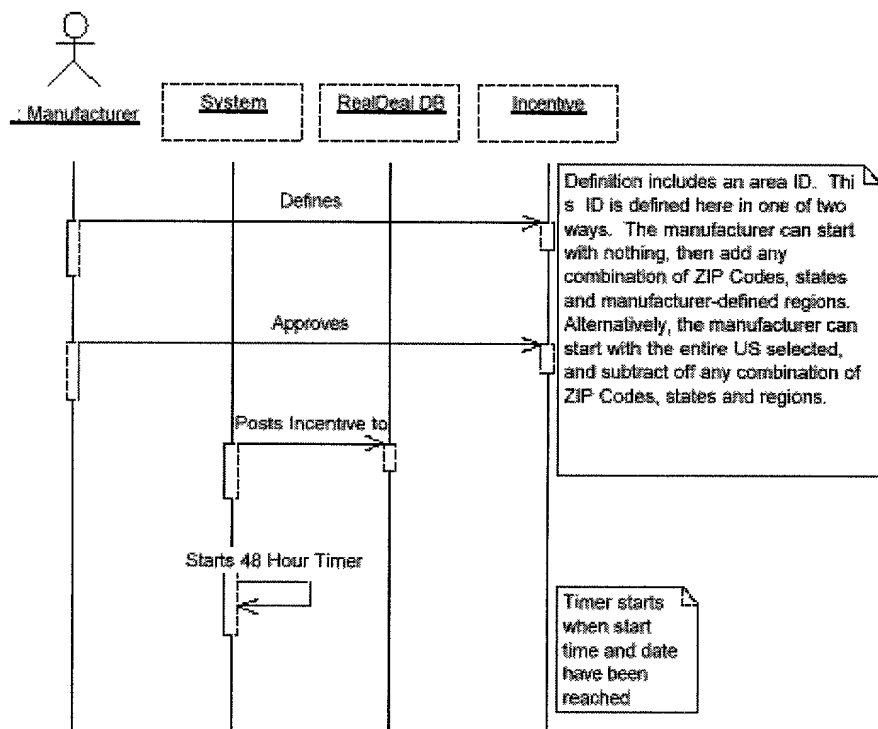 : Manufacturer
System
RealDeal DB
Incentive
Defines
Approves
Posts Incentive to
Starts 48 Hour Timer
Definition includes an area ID. Thi
s ID is defined here in one of two
ways. The manufacturer can start
with nothing, then add any
combination of ZIP Codes, states
and manufacturer-defined regions.
Alternatively, the manufacturer can
start with the entire US selected,
and subtract off any combination of
ZIP Codes, states and regions.
Timer starts
when start
time and date
have been
reached